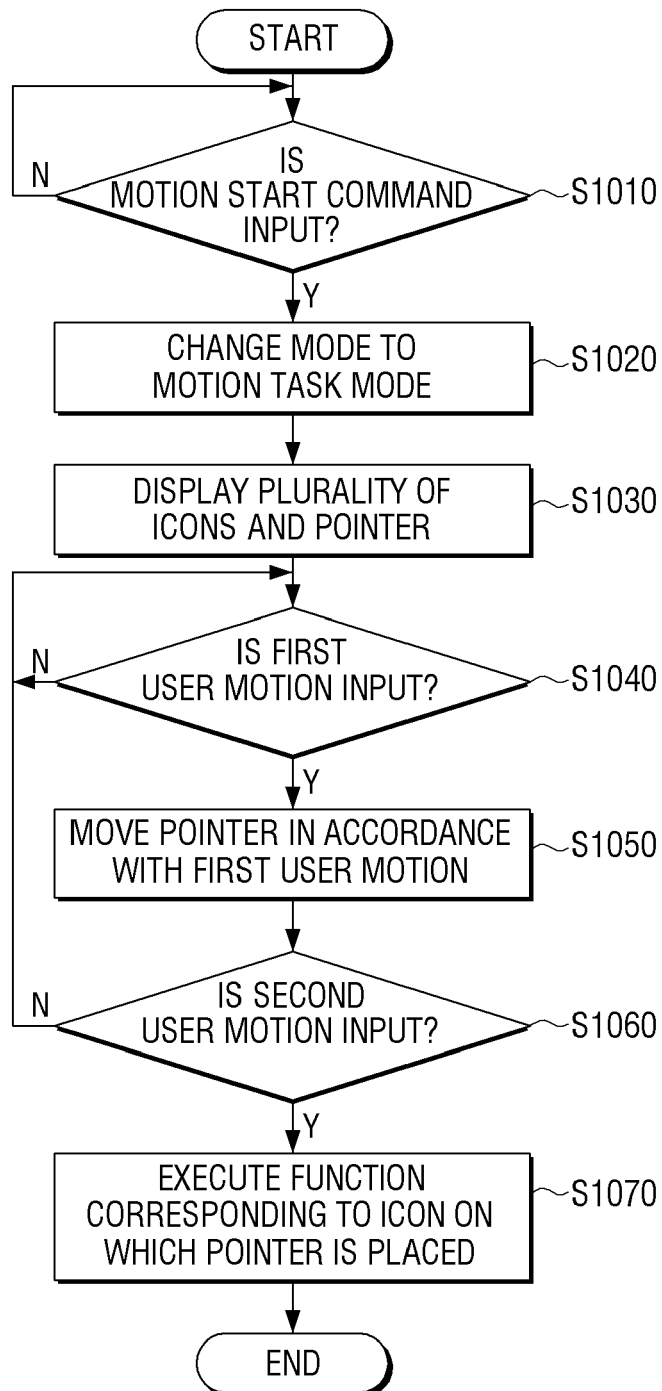 START
IS
MOTION START COMMAND
INPUT?
N
S1010
Y
CHANGE MODE TO
MOTION TASK MODE
S1020
DISPLAY PLURALITY OF
ICONS AND POINTER
S1030
IS FIRST
USER MOTION INPUT?
N
S1040
Y
MOVE POINTER IN ACCORDANCE
WITH FIRST USER MOTION
S1050
IS SECOND
USER MOTION INPUT?
N
S1060
Y
EXECUTE FUNCTION
CORRESPONDING TO ICON ON
WHICH POINTER IS PLACED
S1070
END